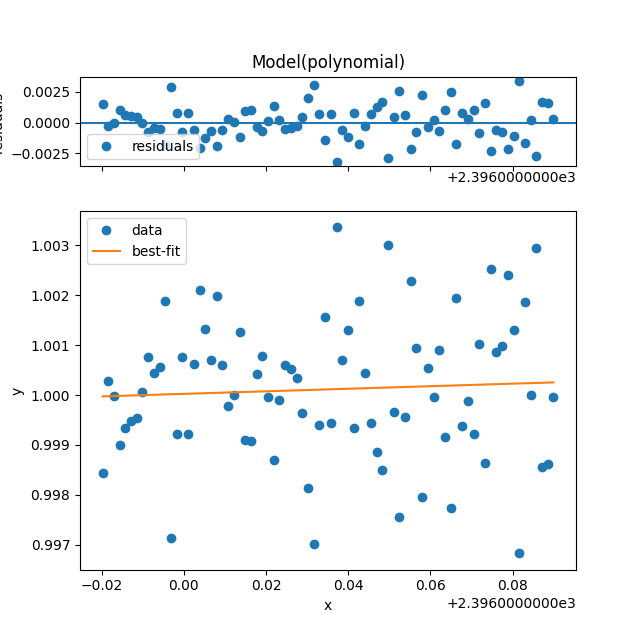 Model(polynomial)
0.0025
0.0000
−0.0025
residuals
+2.3960000000e3
data
best-fit
1.003
1.002
1.001
1.000
0.999
0.998
0.997
y
−0.02 0.00 0.02 0.04 0.06 0.08
x
+2.3960000000e3